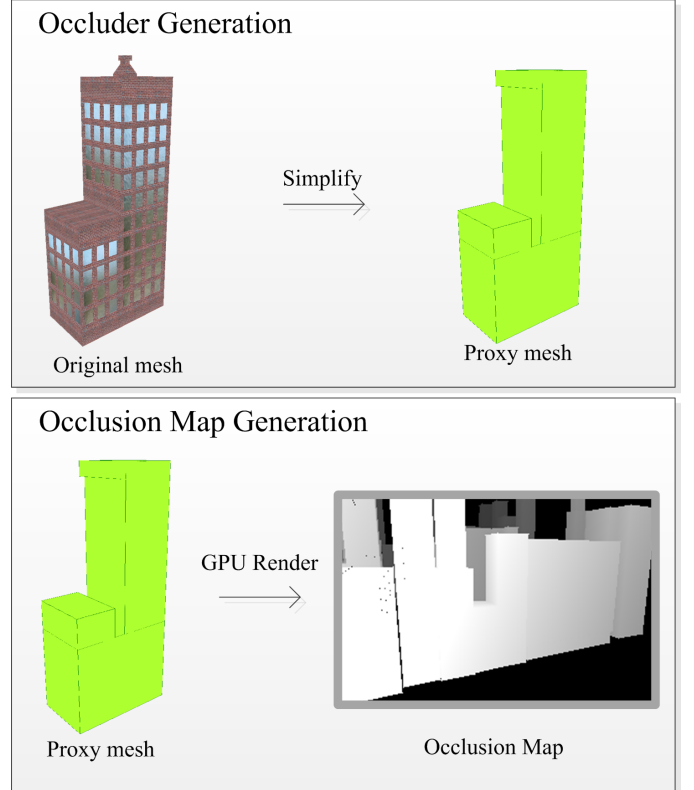 Occluder Generation
Simplify
Original mesh
Proxy mesh
Occlusion Map Generation
GPU Render
Proxy mesh
Occlusion Map